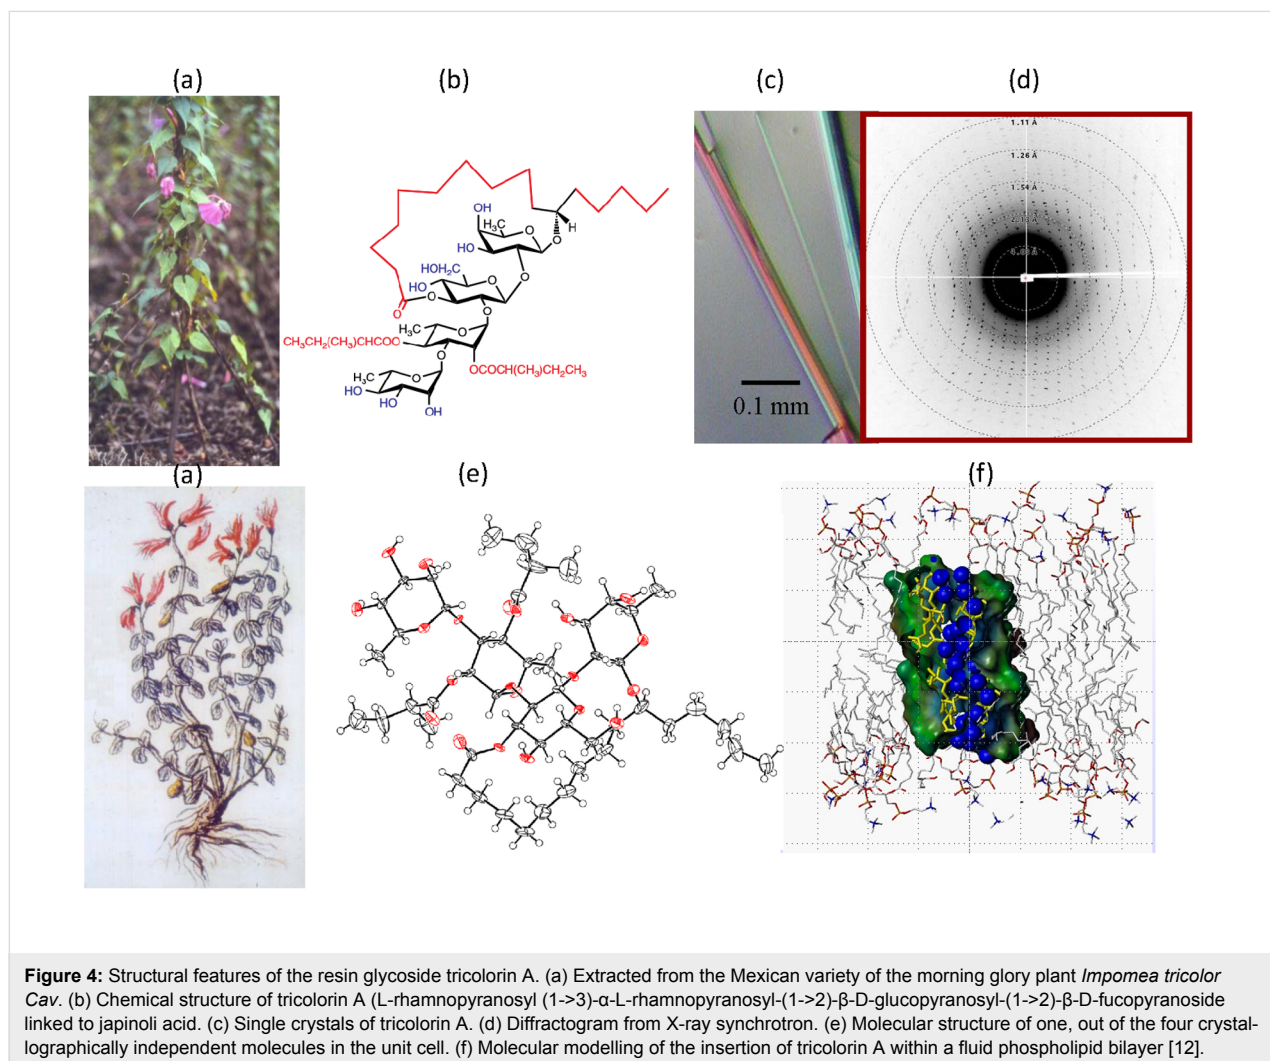 (a)
(b)
(c)
(d)
OH
H₃C
O
O
H
HO
HOH₂C
O
HO
O
O
O
O
H₃C
O
CH₃CH₂(CH₃)CHOCO
O
OCOCH(CH₃)CH₂CH₃
H₃C
O
HO
HO
OH
0.1 mm
1.11 Å
1.26 Å
1.54 Å
(a)
(e)
(f)
Figure 4: Structural features of the resin glycoside tricolorin A. (a) Extracted from the Mexican variety of the morning glory plant Impomea tricolor
Cav. (b) Chemical structure of tricolorin A (L-rhamnopyranosyl (1->3)-α-L-rhamnopyranosyl-(1->2)-β-D-glucopyranosyl-(1->2)-β-D-fucopyranoside
linked to japinoli acid. (c) Single crystals of tricolorin A. (d) Diffractogram from X-ray synchrotron. (e) Molecular structure of one, out of the four crystal-
lographically independent molecules in the unit cell. (f) Molecular modelling of the insertion of tricolorin A within a fluid phospholipid bilayer [12].